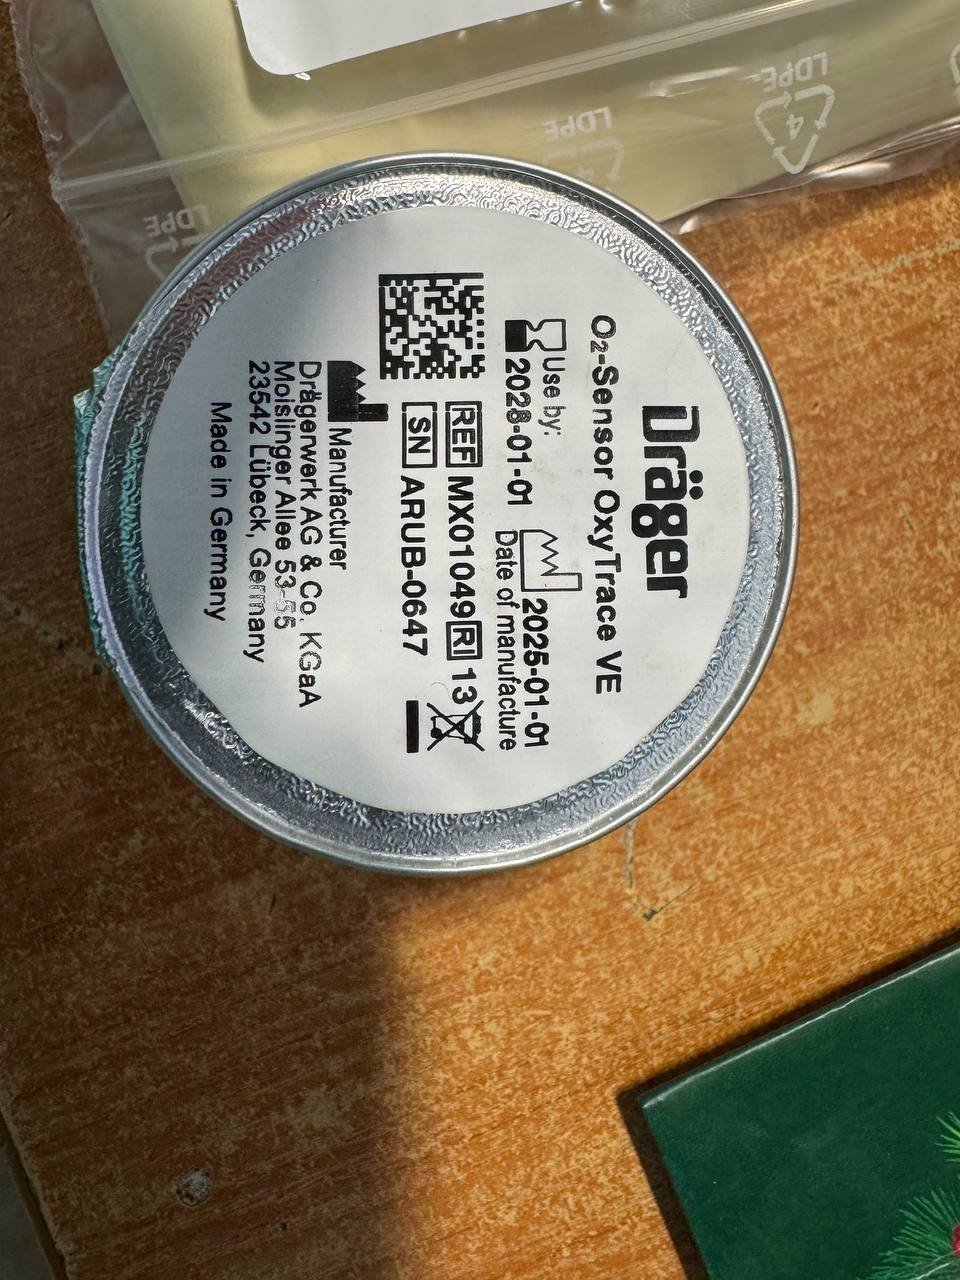 Dräger
O₂-Sensor OxyTrace VE
Use by:
2028-01-01
2025-01-01
Date of manufacture
REF MX01049 RI 13
SN ARUB-0647
Manufacturer
Drägerwerk AG & Co. KGaA
Moislinger Allee 53-55
23542 Lübeck, Germany
Made in Germany
LDPE
4
LDPE
4
LDPE